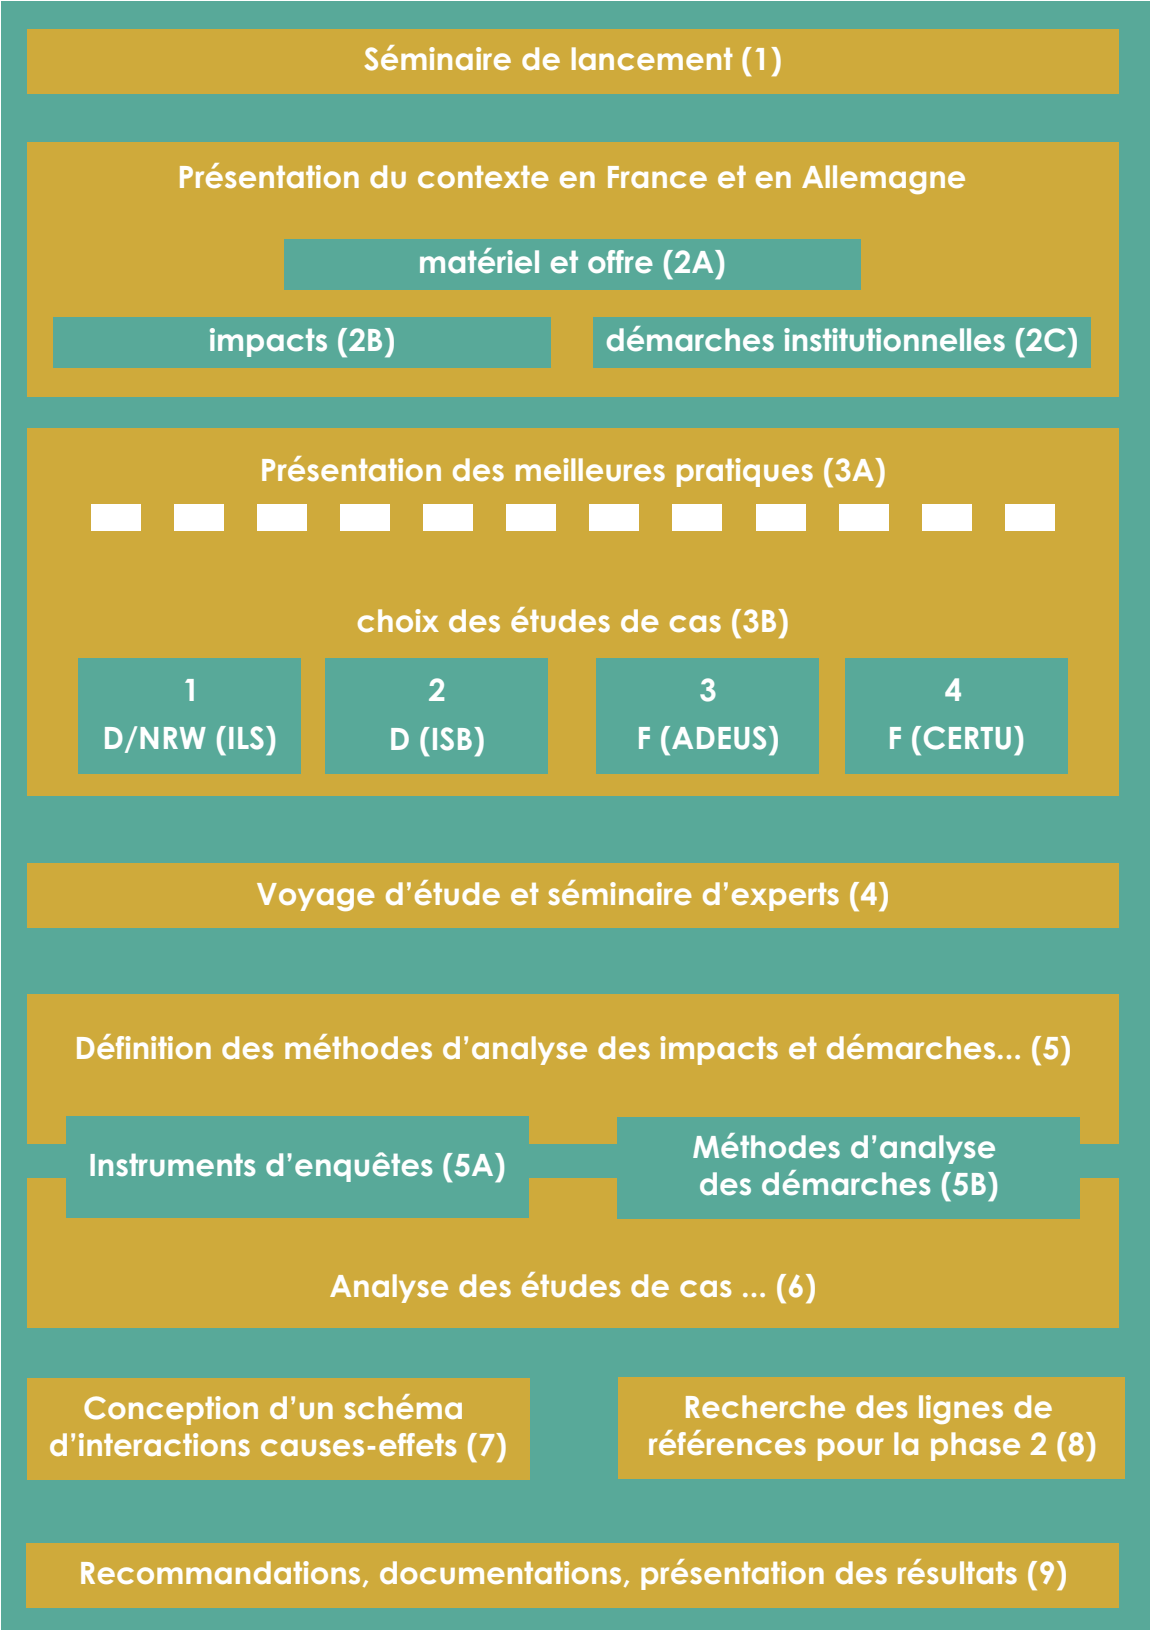 Séminaire de lancement (1)
Présentation du contexte en France et en Allemagne
matériel et offre (2A)
impacts (2B)
démarches institutionnelles (2C)
Présentation des meilleures pratiques (3A)
choix des études de cas (3B)
1
D/NRW (ILS)
2
D (ISB)
3
F (ADEUS)
4
F (CERTU)
Voyage d’étude et séminaire d’experts (4)
Définition des méthodes d’analyse des impacts et démarches... (5)
Instruments d’enquêtes (5A)
Méthodes d’analyse
des démarches (5B)
Analyse des études de cas ... (6)
Conception d’un schéma
d’interactions causes-effets (7)
Recherche des lignes de
références pour la phase 2 (8)
Recommandations, documentations, présentation des résultats (9)